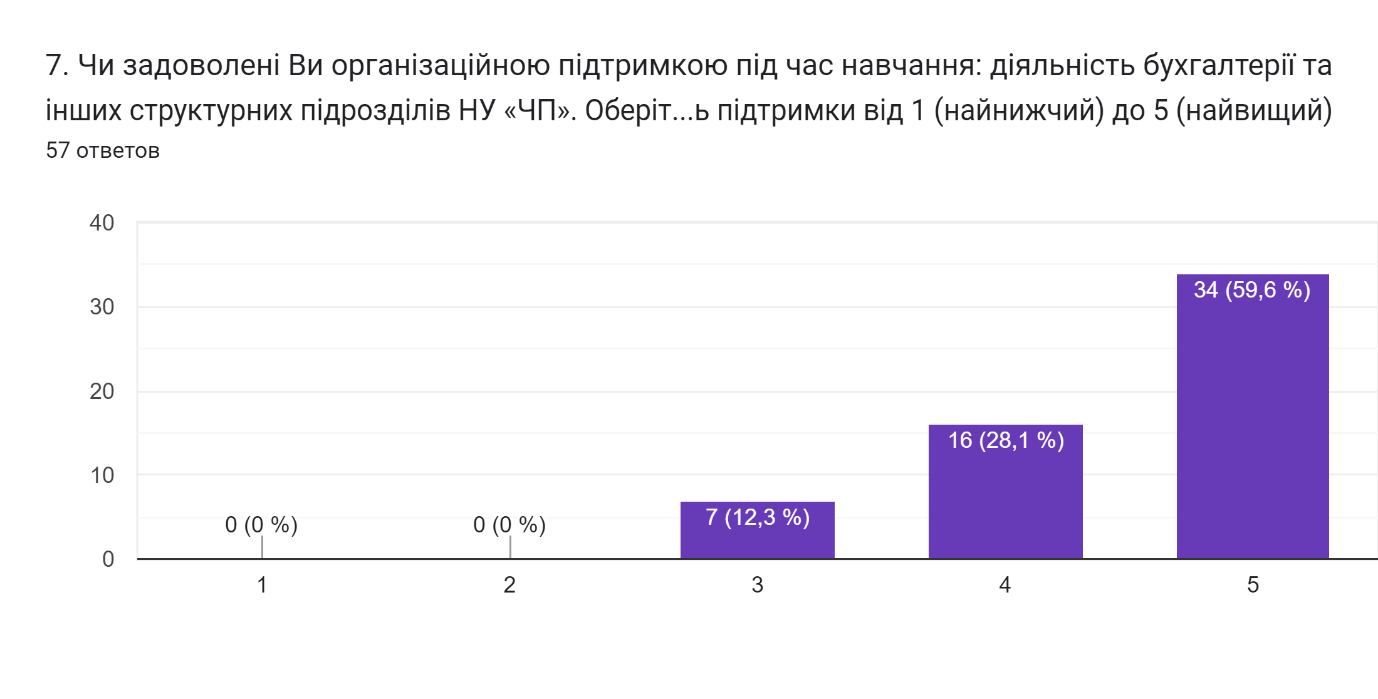 7. Чи задоволені Ви організаційною підтримкою під час навчання: діяльність бухгалтерії та
інших структурних підрозділів НУ «ЧП». Оберіт...ь підтримки від 1 (найнижчий) до 5 (найвищий)
57 ответов
40
30
20
10
0
0 (0 %)
0 (0 %)
7 (12,3 %)
16 (28,1 %)
34 (59,6 %)
1 2 3 4 5